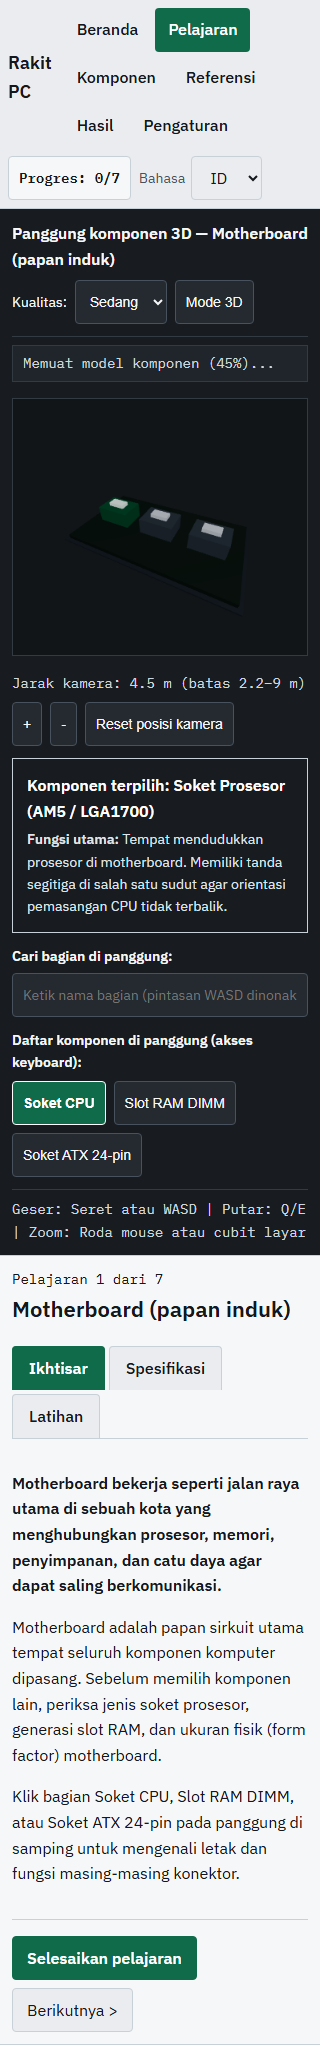 Rakit PC
Beranda
Pelajaran
Komponen
Referensi
Hasil
Pengaturan
Progres: 0/7
Bahasa
ID
Panggung komponen 3D — Motherboard
(papan induk)
Kualitas:
Sedang
Mode 3D
Memuat model komponen (45%)...
Jarak kamera: 4.5 m (batas 2.2–9 m)
+
-
Reset posisi kamera
Komponen terpilih: Soket Prosesor
(AM5 / LGA1700)
Fungsi utama: Tempat mendudukkan
prosesor di motherboard. Memiliki tanda
segitiga di salah satu sudut agar orientasi
pemasangan CPU tidak terbalik.
Cari bagian di panggung:
Ketik nama bagian (pintasan WASD dinonak
Daftar komponen di panggung (akses
keyboard):
Soket CPU
Slot RAM DIMM
Soket ATX 24-pin
Geser: Seret atau WASD | Putar: Q/E
| Zoom: Roda mouse atau cubit layar
Pelajaran 1 dari 7
Motherboard (papan induk)
Ikhtisar
Spesifikasi
Latihan
Motherboard bekerja seperti jalan raya
utama di sebuah kota yang
menghubungkan prosesor, memori,
penyimpanan, dan catu daya agar
dapat saling berkomunikasi.
Motherboard adalah papan sirkuit utama
tempat seluruh komponen komputer
dipasang. Sebelum memilih komponen
lain, periksa jenis soket prosesor,
generasi slot RAM, dan ukuran fisik (form
factor) motherboard.
Klik bagian Soket CPU, Slot RAM DIMM,
atau Soket ATX 24-pin pada panggung di
samping untuk mengenali letak dan
fungsi masing-masing konektor.
Selesaikan pelajaran
Berikutnya >